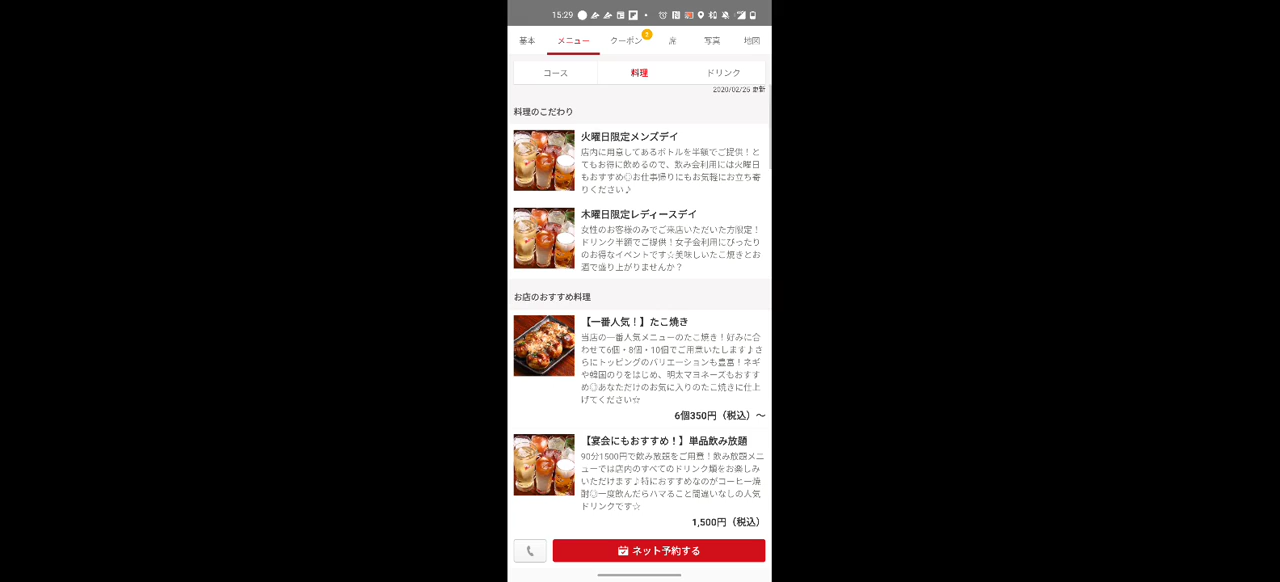 15:29
基本
メニュー
クーポン
席
写真
地図
コース
料理
ドリンク
2020/02/26 更新
料理のこだわり
火曜日限定メンズデイ
店内に用意してあるボトルを半額でご提供！と
てもお得に飲めるので、飲み会利用には火曜日
もおすすめ◎お仕事帰りにもお気軽にお立ち寄
りください♪
木曜日限定レディースデイ
女性のお客様のみでご来店いただいた方限定！
ドリンク半額でご提供！女子会利用にぴったり
のお得なイベントです☆美味しいたこ焼きとお
酒で盛り上がりませんか？
お店のおすすめ料理
【一番人気！】たこ焼き
当店の一番人気メニューのたこ焼き！好みに合
わせて6個・8個・10個でご用意いたします♪さ
らにトッピングのバリエーションも豊富！ネギ
や韓国のりをはじめ、明太マヨネーズもおすす
め◎あなただけのお気に入りのたこ焼きに仕上
げてください☆
6個350円（税込）～
【宴会にもおすすめ！】単品飲み放題
90分1500円で飲み放題をご用意！飲み放題メニ
ューでは店内のすべてのドリンク類をお楽しみ
いただけます♪特におすすめなのがコーヒー焼
酎◎一度飲んだらハマること間違いなしの人気
ドリンクです☆
1,500円（税込）
ネット予約する